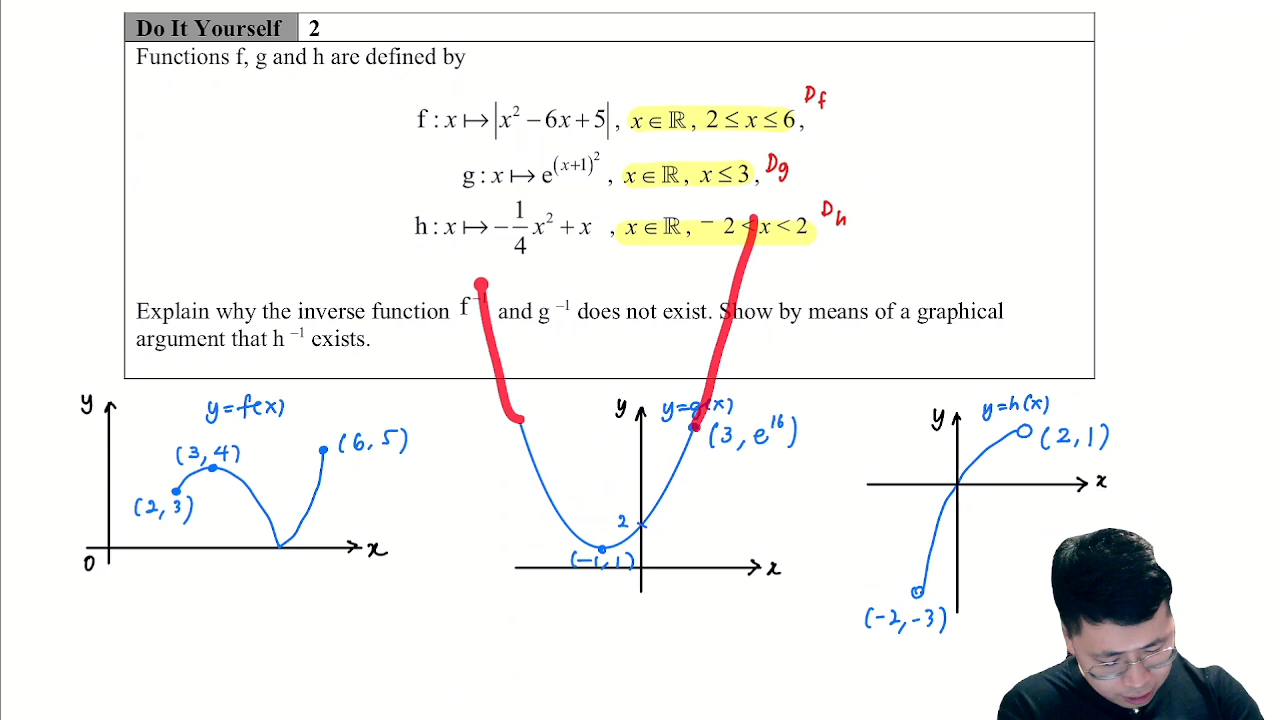 Do It Yourself 2
Functions f, g and h are defined by
f : x ↦ |x² − 6x + 5| , x ∈ ℝ, 2 ≤ x ≤ 6, D_f
g : x ↦ e^(x+1)² , x ∈ ℝ, x ≤ 3, D_g
h : x ↦ −1/4 x² + x , x ∈ ℝ, − 2 < x < 2 D_h
Explain why the inverse function f⁻¹ and g⁻¹ does not exist. Show by means of a graphical
argument that h⁻¹ exists.
y
y=f(x)
(3,4)
(6,5)
(2,3)
0
x
y
y=g(x)
(3, e¹⁶)
2
(-1,1)
x
y
y=h(x)
(2,1)
x
(-2,-3)